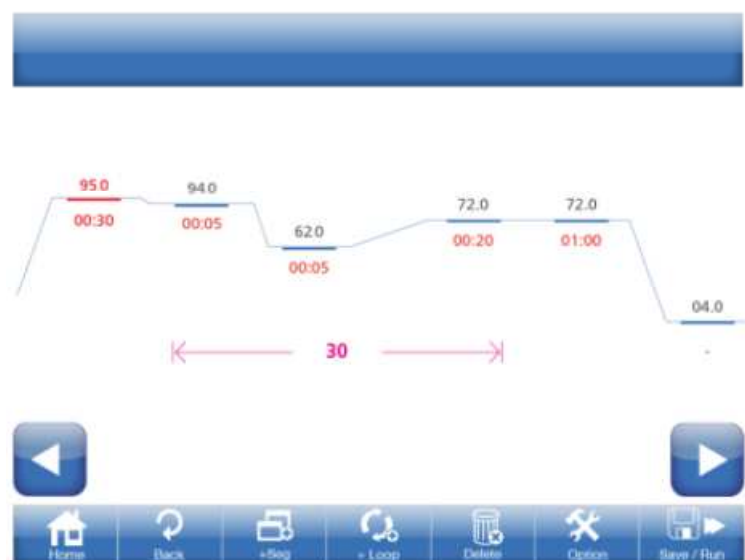 95.0
94.0
62.0
72.0
72.0
04.0
00:30
00:05
00:05
00:20
01:00
-
30
Home
Back
+Seg
+ Loop
Delete
Option
Save / Run